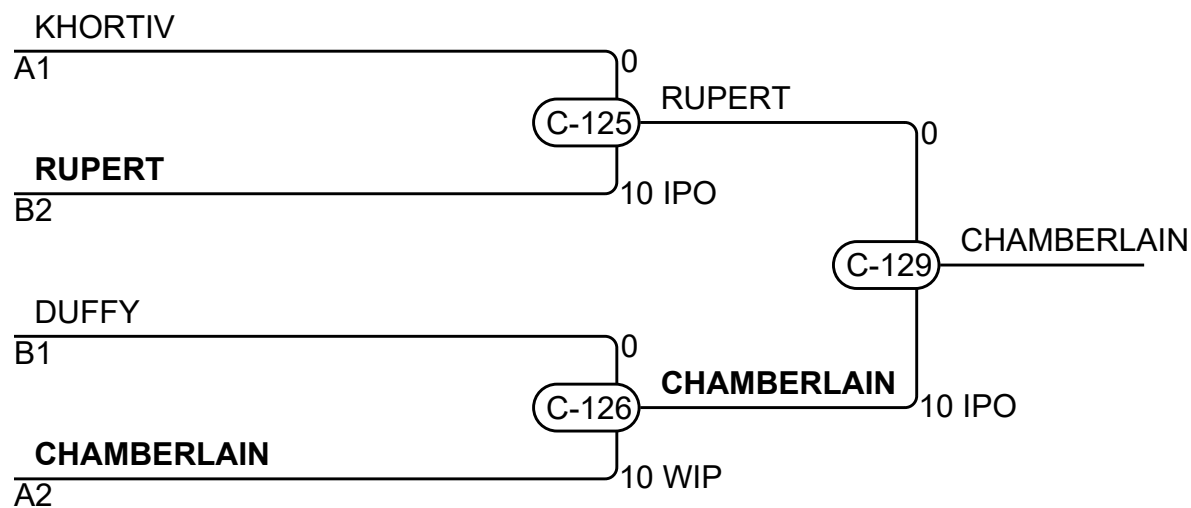 KHORTIV
A1
0
C-125
RUPERT
0
RUPERT
B2
10 IPO
C-129
CHAMBERLAIN
DUFFY
B1
0
C-126
CHAMBERLAIN
10 IPO
CHAMBERLAIN
A2
10 WIP